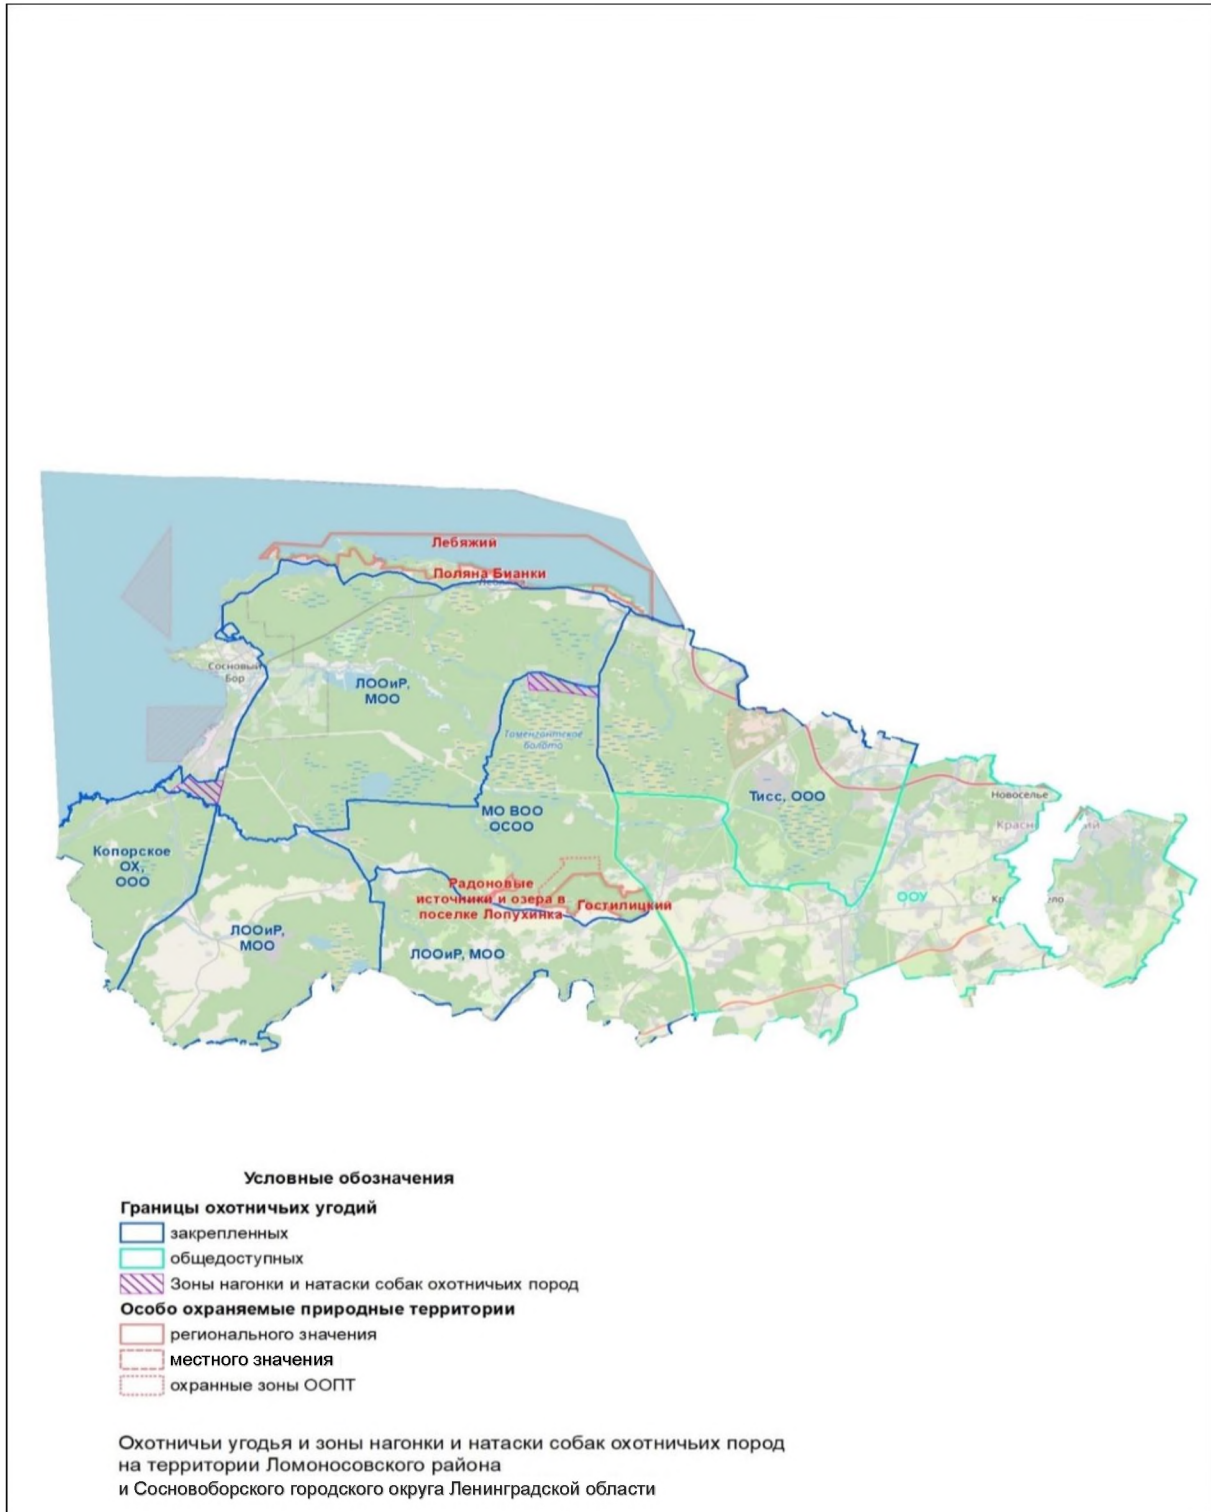 Лебяжий
Поляна Бианки
Сосновый
Бор
ЛООиР,
МОО
Таменгонтское
болото
Тисс, ООО
Новоселье
МО ВОО
ОСОО
Копорское
ОХ,
ООО
Радоновые
источники и озера в
поселке Лопухинка
Гостилицкий
ООУ
ЛООиР,
МОО
ЛООиР, МОО
Условные обозначения
Границы охотничьих угодий
закрепленных
общедоступных
Зоны нагонки и натаски собак охотничьих пород
Особо охраняемые природные территории
регионального значения
местного значения
охранные зоны ООПТ
Охотничьи угодья и зоны нагонки и натаски собак охотничьих пород
на территории Ломоносовского района
и Сосновоборского городского округа Ленинградской области